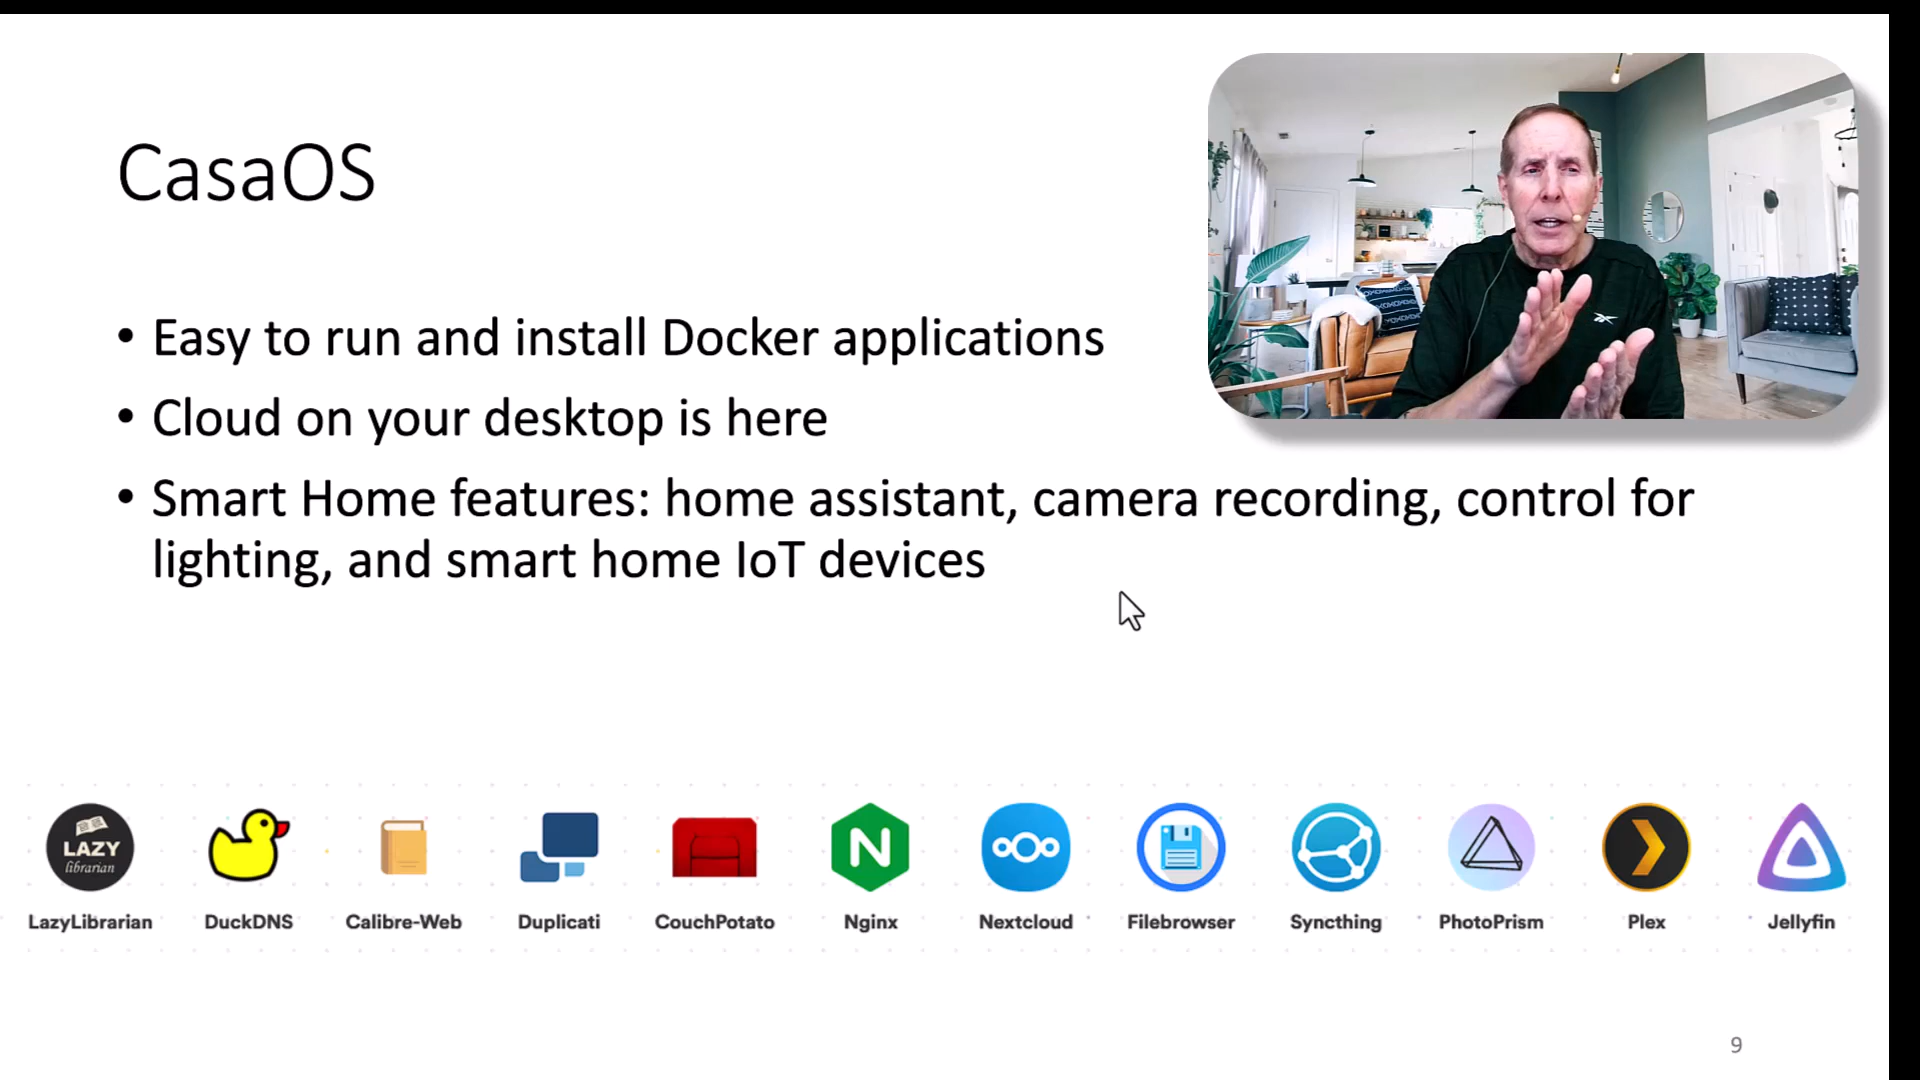 CasaOS
• Easy to run and install Docker applications
• Cloud on your desktop is here
• Smart Home features: home assistant, camera recording, control for
lighting, and smart home IoT devices
LAZY
librarian
N
LazyLibrarian
DuckDNS
Calibre-Web
Duplicati
CouchPotato
Nginx
Nextcloud
Filebrowser
Syncthing
PhotoPrism
Plex
Jellyfin
9